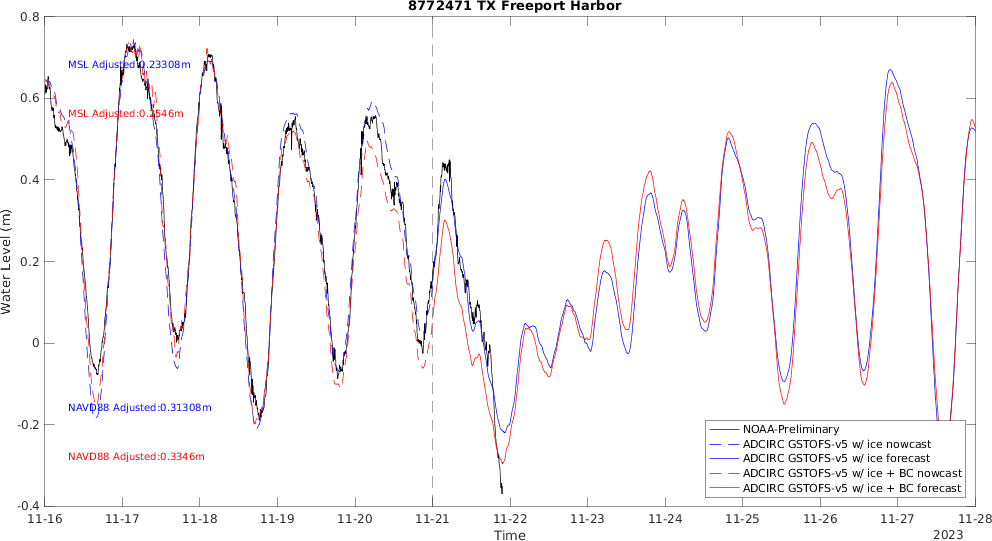 8772471 TX Freeport Harbor
0.8
0.6
0.4
0.2
0
-0.2
-0.4
Water Level (m)
MSL Adjusted:0.23308m
MSL Adjusted:0.2546m
NAVD88 Adjusted:0.31308m
NAVD88 Adjusted:0.3346m
NOAA-Preliminary
ADCIRC GSTOFS-v5 w/ ice nowcast
ADCIRC GSTOFS-v5 w/ ice forecast
ADCIRC GSTOFS-v5 w/ ice + BC nowcast
ADCIRC GSTOFS-v5 w/ ice + BC forecast
11-16 11-17 11-18 11-19 11-20 11-21 11-22 11-23 11-24 11-25 11-26 11-27 11-28
Time
2023